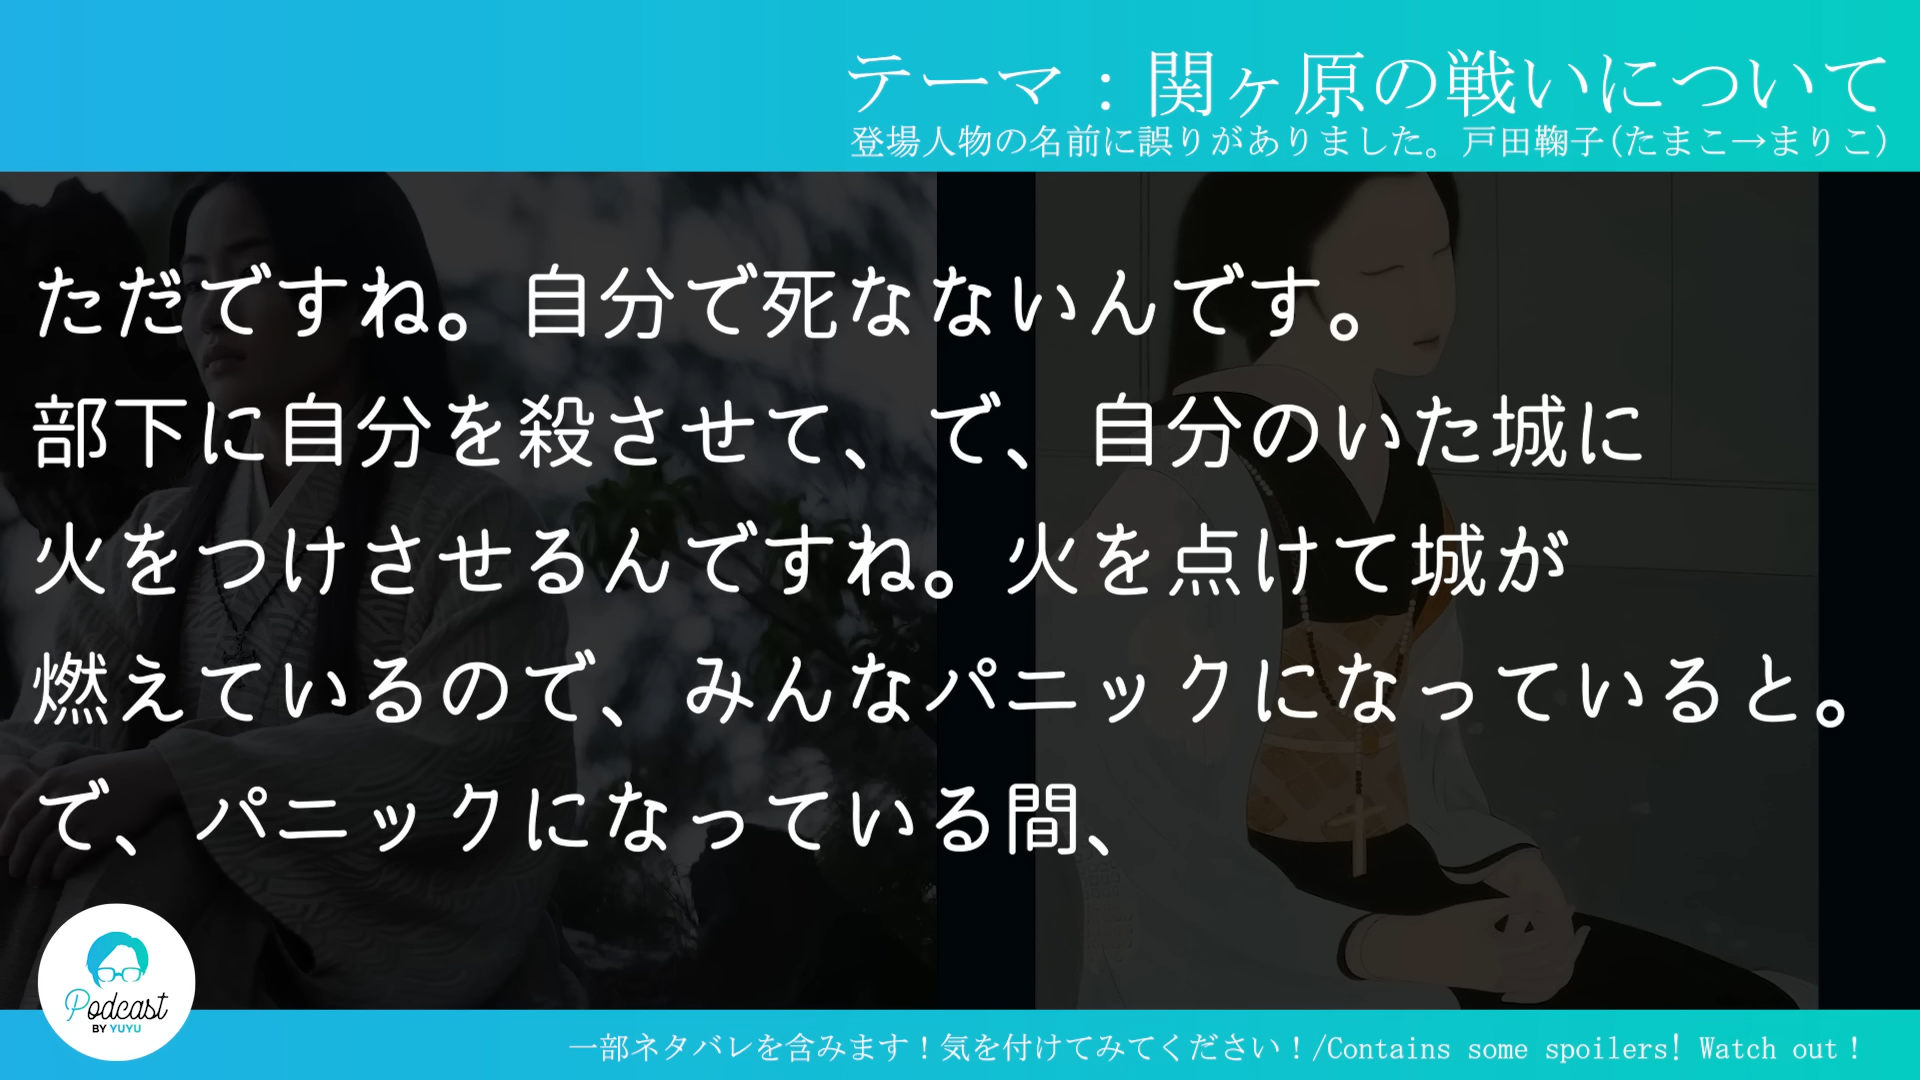 テーマ：関ヶ原の戦いについて
登場人物の名前に誤りがありました。戸田鞠子(たまこ→まりこ)
ただですね。自分で死なないんです。
部下に自分を殺させて、で、自分のいた城に
火をつけさせるんですね。火を点けて城が
燃えているので、みんなパニックになっていると。
で、パニックになっている間、
Podcast
BY YUYU
一部ネタバレを含みます！気を付けてみてください！/Contains some spoilers! Watch out！